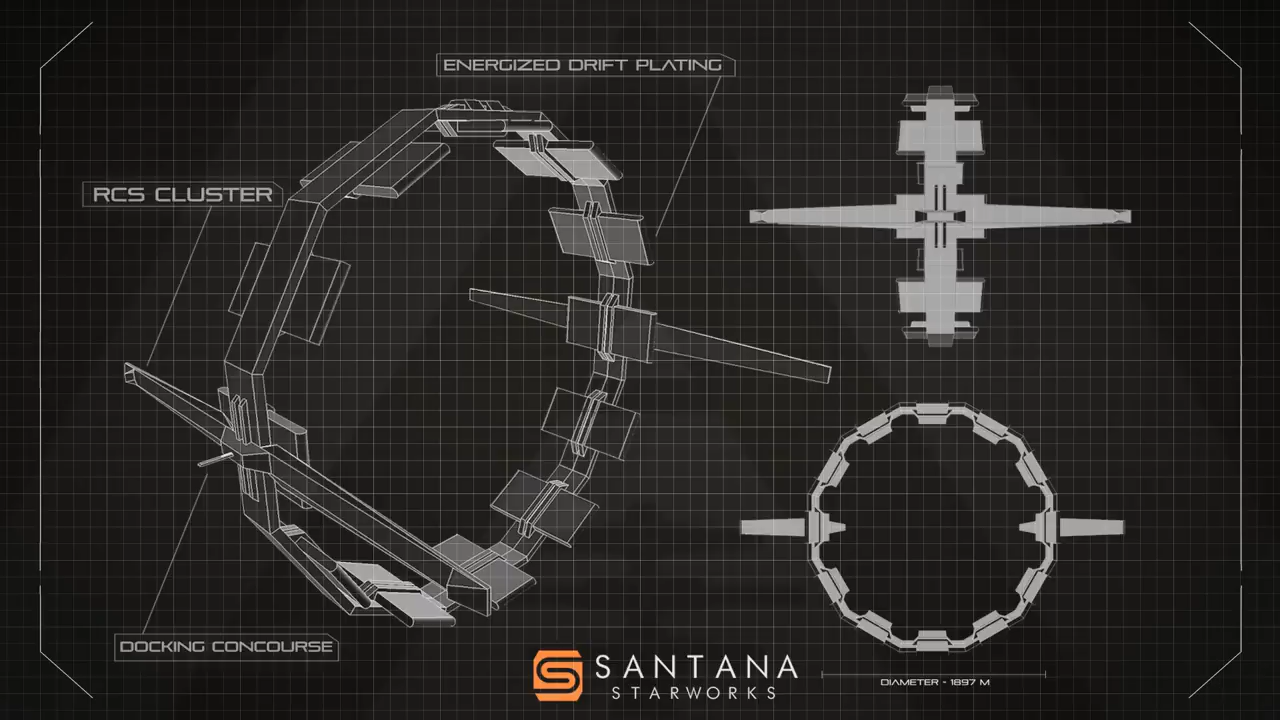 ENERGIZED DRIFT PLATING
RCS CLUSTER
DOCKING CONCOURSE
SANTANA
STARWORKS
DIAMETER - 1897 M